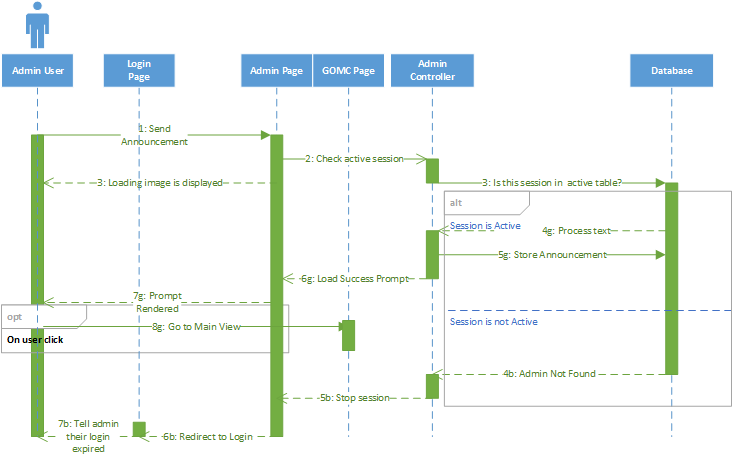 Admin User
Login
Page
Admin Page
GOMC Page
Admin
Controller
Database
1: Send
Announcement
2: Check active session
3: Loading image is displayed
3: Is this session in active table?
alt
Session is Active
4g: Process text
5g: Store Announcement
6g: Load Success Prompt
7g: Prompt
Rendered
opt
8g: Go to Main View
On user click
Session is not Active
4b: Admin Not Found
5b: Stop session
7b: Tell admin
their login
expired
6b: Redirect to Login